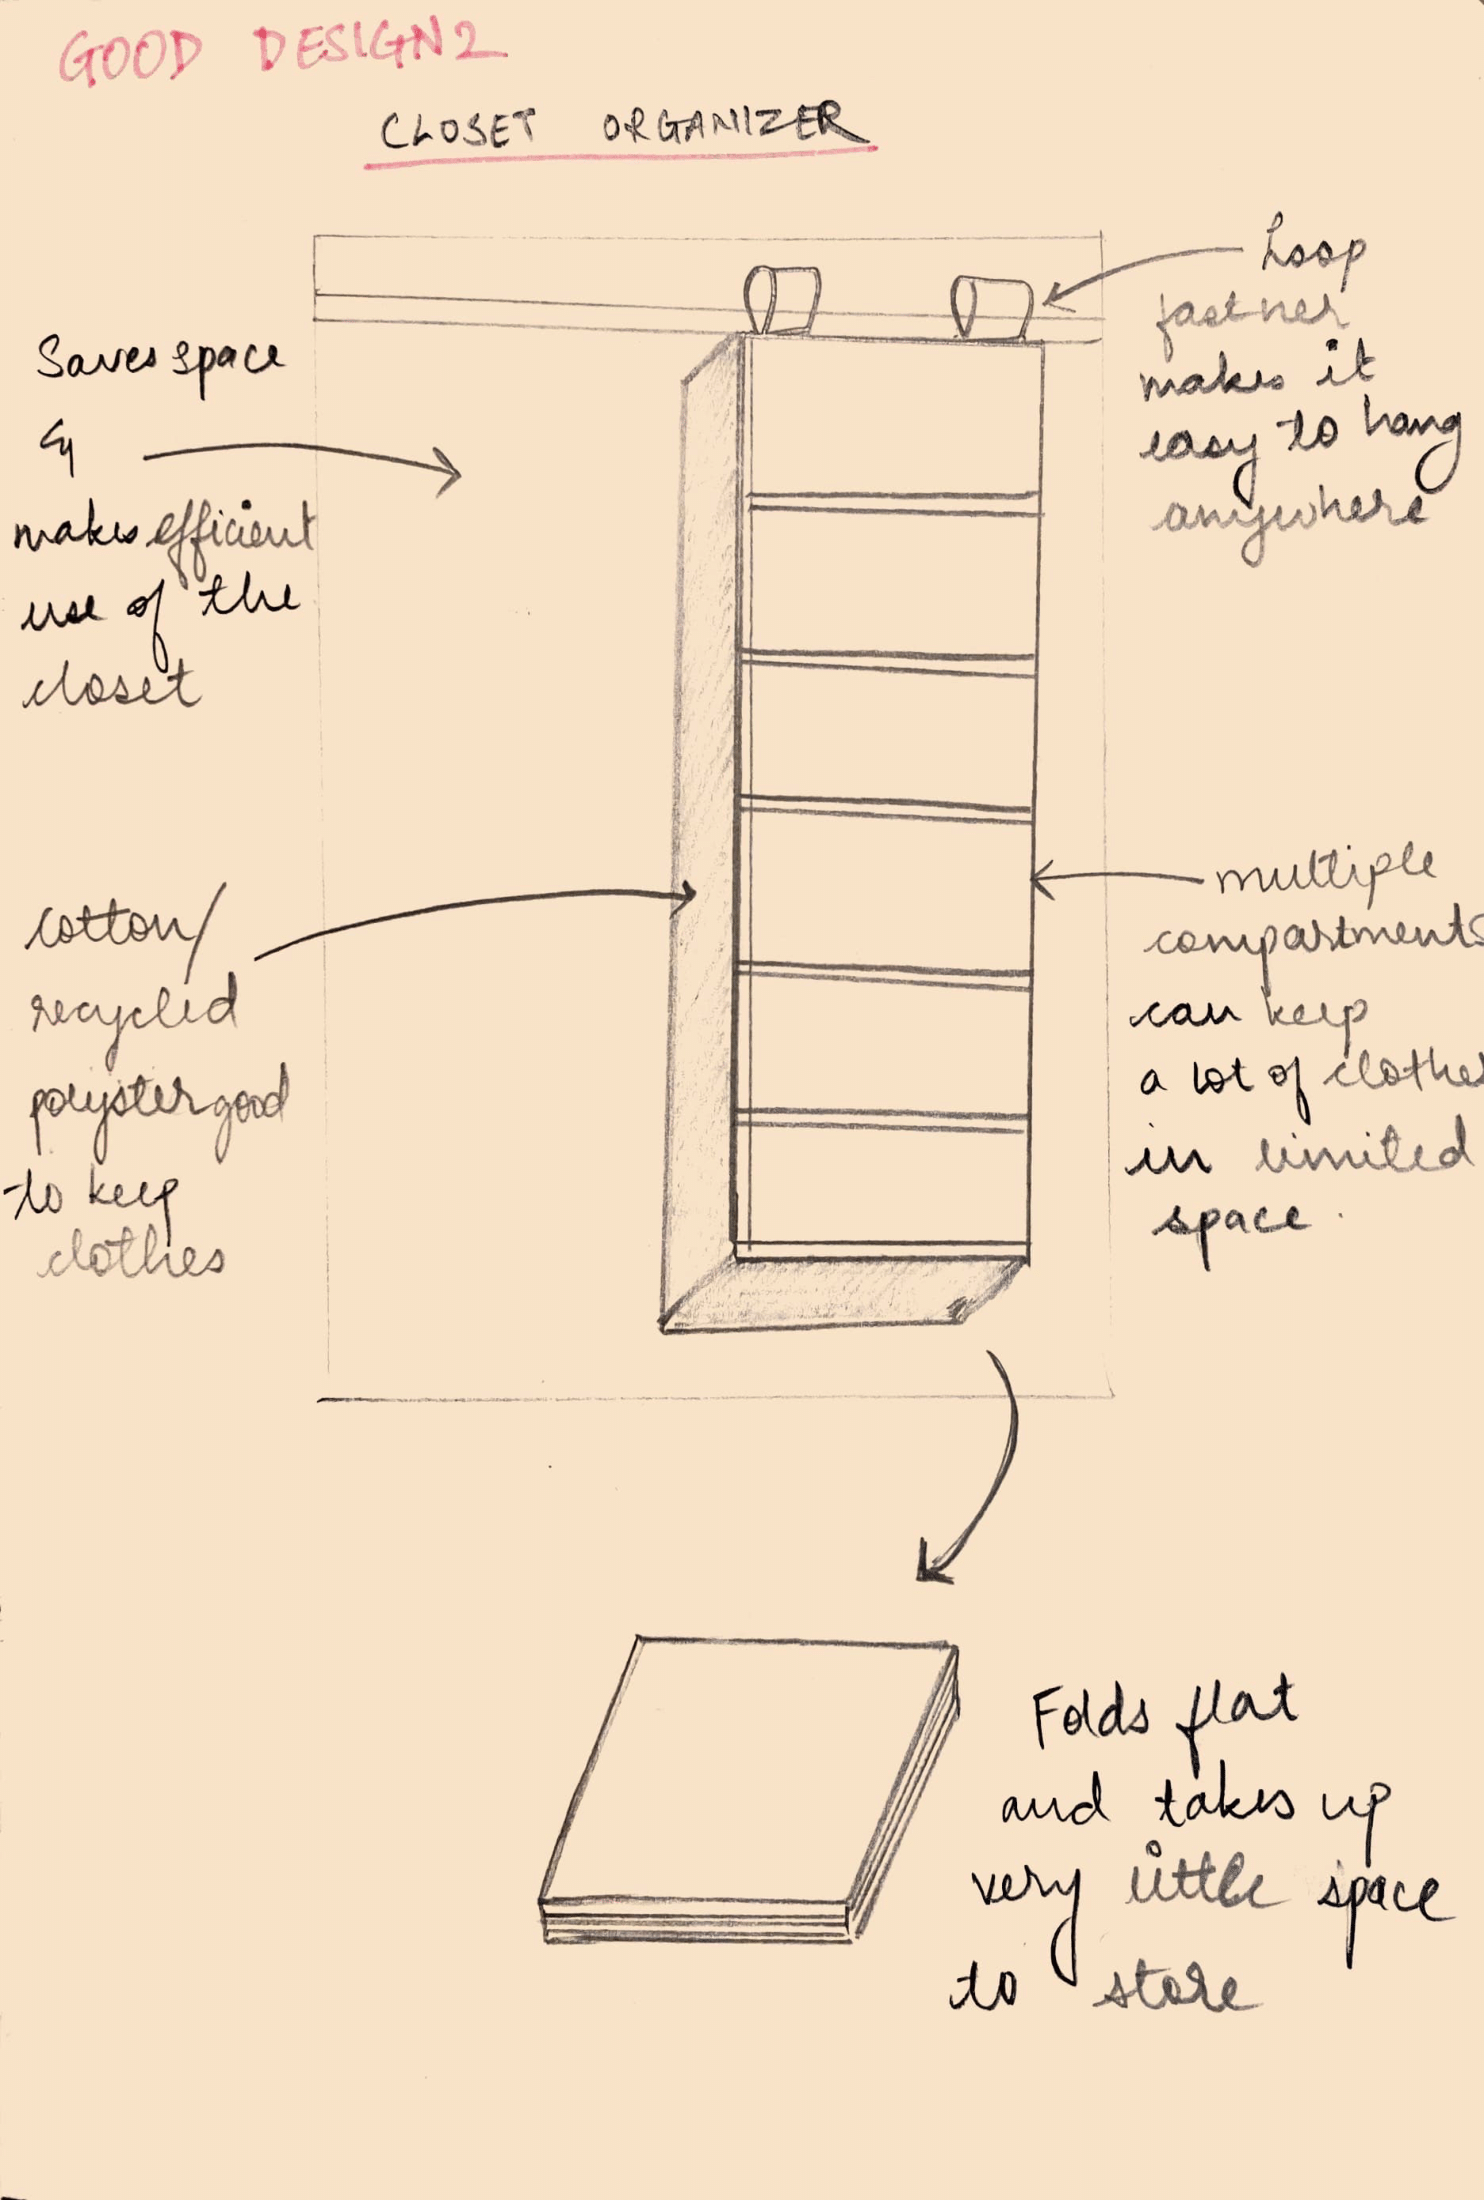 GOOD DESIGN 2
CLOSET ORGANIZER
Loop
fastner
makes it
easy to hang
anywhere
Saves space
&
makes efficient
use of the
closet
multiple
compartments
can keep
a lot of clothes
in limited
space.
cotton/
recycled
polyster good
to keep
clothes
Folds flat
and takes up
very little space
to store